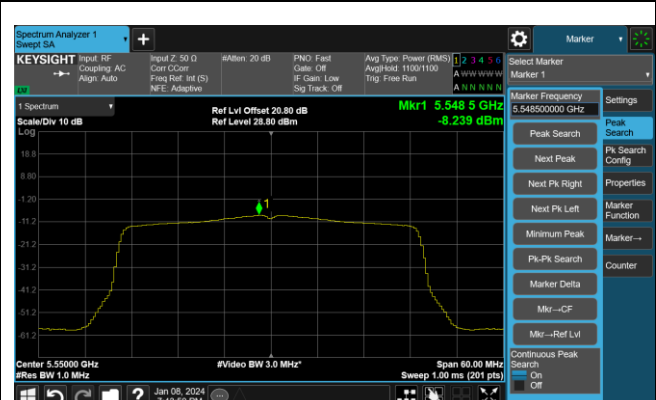 Spectrum Analyzer 1
Swept SA
Marker
KEYSIGHT
Input: RF
Coupling: AC
Align: Auto
Input Z: 50 Ω
Corr CCorr
Freq Ref: Int (S)
NFE: Adaptive
#Atten: 20 dB
PNO: Fast
Gate: Off
IF Gain: Low
Sig Track: Off
Avg Type: Power (RMS)
Avg|Hold: 1100/1100
Trig: Free Run
1 2 3 4 5 6
A W W W W W
A N N N N N
Select Marker
Marker 1
1 Spectrum
Scale/Div 10 dB
Log
Ref Lvl Offset 20.80 dB
Ref Level 28.80 dBm
Mkr1 5.548 5 GHz
-8.239 dBm
18.8
8.80
-1.20
-11.2
-21.2
-31.2
-41.2
-51.2
-61.2
1
Center 5.55000 GHz
#Res BW 1.0 MHz
#Video BW 3.0 MHz*
Span 60.00 MHz
Sweep 1.00 ms (201 pts)
Marker Frequency
5.548500000 GHz
Peak Search
Next Peak
Next Pk Right
Next Pk Left
Minimum Peak
Pk-Pk Search
Marker Delta
Mkr→CF
Mkr→Ref Lvl
Continuous Peak
Search
On
Off
Settings
Peak
Search
Pk Search
Config
Properties
Marker
Function
Marker→
Counter
Jan 08, 2024